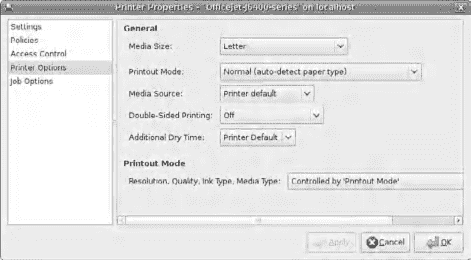 Printer Properties - 'Officejet-J6400-series' on localhost
Settings
Policies
Access Control
Printer Options
Job Options
General
Media Size: Letter
Printout Mode: Normal (auto-detect paper type)
Media Source: Printer default
Double-Sided Printing: Off
Additional Dry Time: Printer Default
Printout Mode
Resolution, Quality, Ink Type, Media Type: Controlled by 'Printout Mode'
Apply Cancel OK